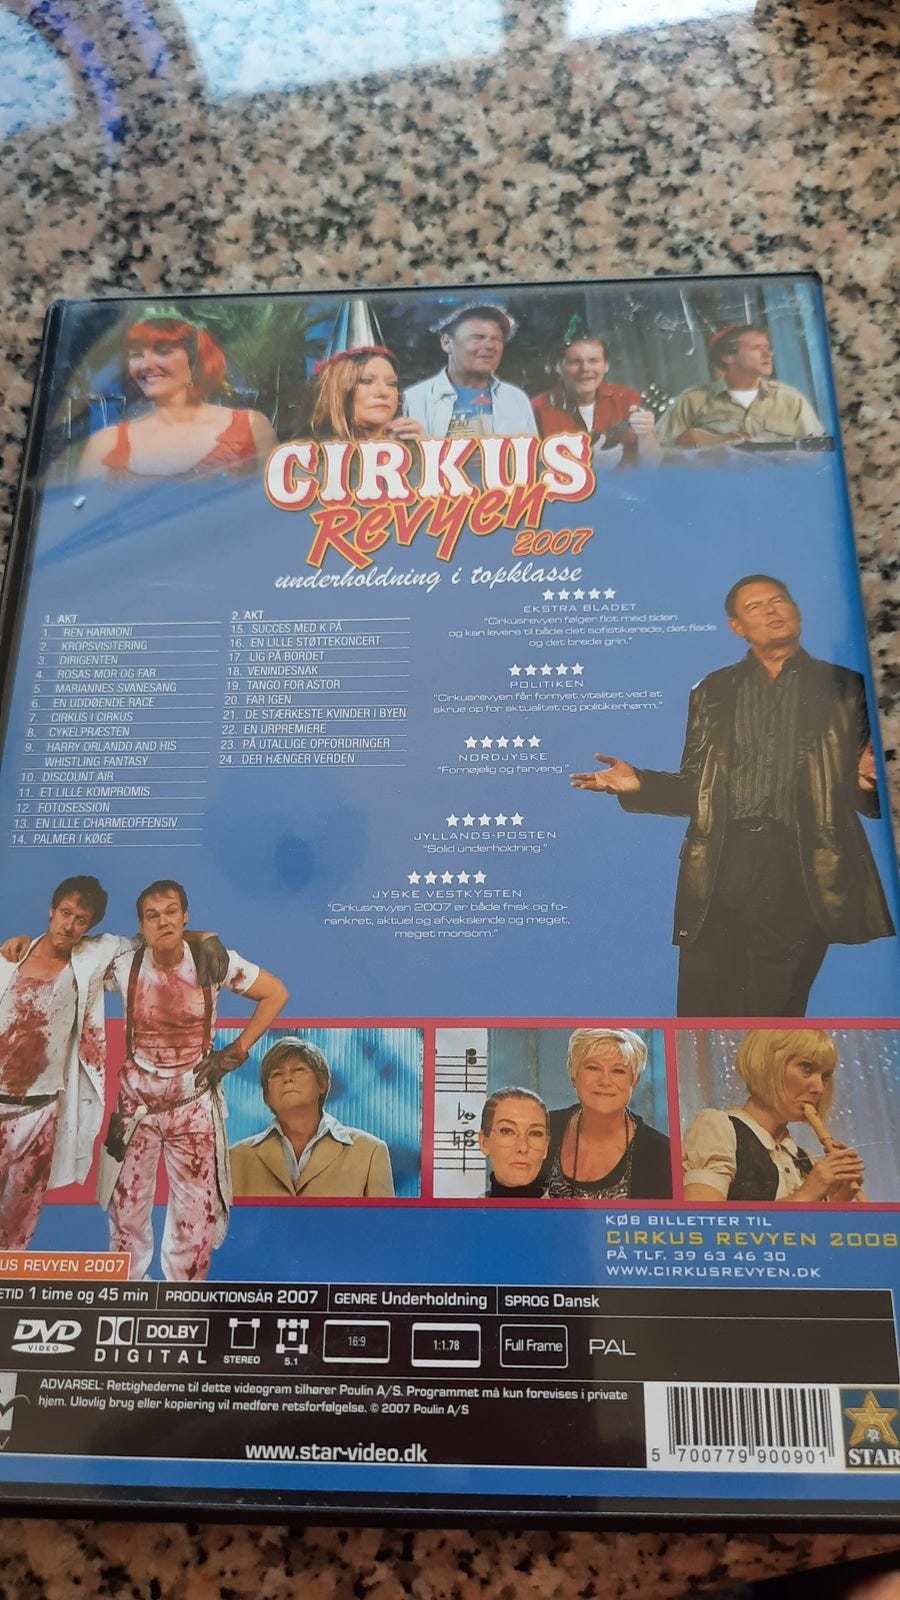 CIRKUS
Revyen
2007
underholdning i topklasse
1. AKT
1. REN HARMONI
2. KROPSVISITERING
3. DIRIGENTEN
4. ROSAS MOR OG FAR
5. MARIANNES SVANESANG
6. EN UDDØENDE RACE
7. CIRKUS I CIRKUS
8. CYKELPRÆSTEN
9. HARRY ORLANDO AND HIS
WHISTLING FANTASY
10. DISCOUNT AIR
11. ET LILLE KOMPROMIS
12. FOTOSESSION
13. EN LILLE CHARMEOFFENSIV
14. PALMER I KØGE
2. AKT
15. SUCCES MED K PÅ
16. EN LILLE STØTTEKONCERT
17. LIG PÅ BORDET
18. VENINDESNAK
19. TANGO FOR ASTOR
20. FAR IGEN
21. DE STÆRKESTE KVINDER I BYEN
22. EN URPREMIERE
23. PÅ UTALLIGE OPFORDRINGER
24. DER HÆNGER VERDEN
EKSTRA BLADET
"Cirkusrevyen følger flot med tiden
og kan levere til både det sofistikerede, det fjede
og det brede grin."
POLITIKEN
"Cirkusrevyen får fornyet vitalitet ved at
skrue op for aktualitet og politikerhørm."
NORDJYSKE
"Fornøjelig og farverig."
JYLLANDS-POSTEN
"Solid underholdning."
JYSKE VESTKYSTEN
"Cirkusrevyen 2007 er både frisk og fo-
rankret, aktuel og afvekslende og meget,
meget morsom."
KØB BILLETTER TIL
CIRKUS REVYEN 2008
PÅ TLF. 39 63 46 30
WWW.CIRKUSREVYEN.DK
US REVYEN 2007
ETID 1 time og 45 min
PRODUKTIONSÅR 2007
GENRE Underholdning
SPROG Dansk
DVD
VIDEO
DOLBY
DIGITAL
STEREO
5.1
16:9
1:1.78
Full Frame
PAL
ADVARSEL: Rettighederne til dette videogram tilhører Poulin A/S. Programmet må kun forevises i private
hjem. Ulovlig brug eller kopiering vil medføre retsforfølgelse. © 2007 Poulin A/S
www.star-video.dk
5 700779 900901
STAR